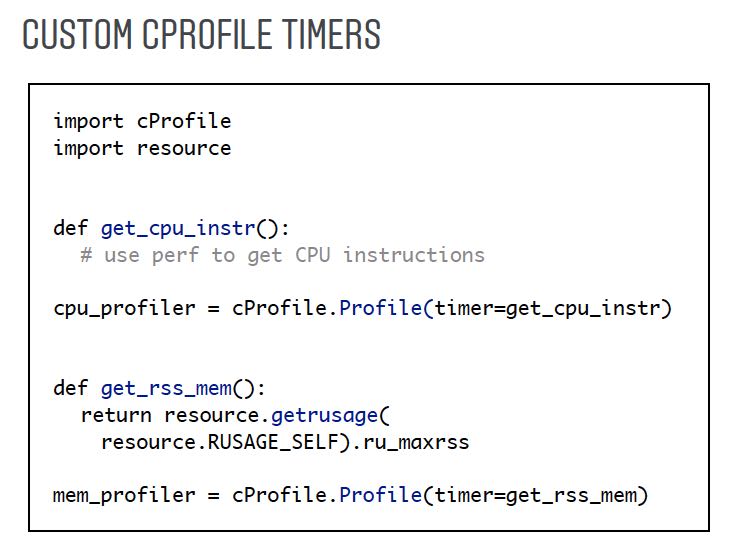 CUSTOM CPROFILE TIMERS
import cProfile
import resource
def get_cpu_instr():
# use perf to get CPU instructions
cpu_profiler = cProfile.Profile(timer=get_cpu_instr)
def get_rss_mem():
return resource.getrusage(
resource.RUSAGE_SELF).ru_maxrss
mem_profiler = cProfile.Profile(timer=get_rss_mem)